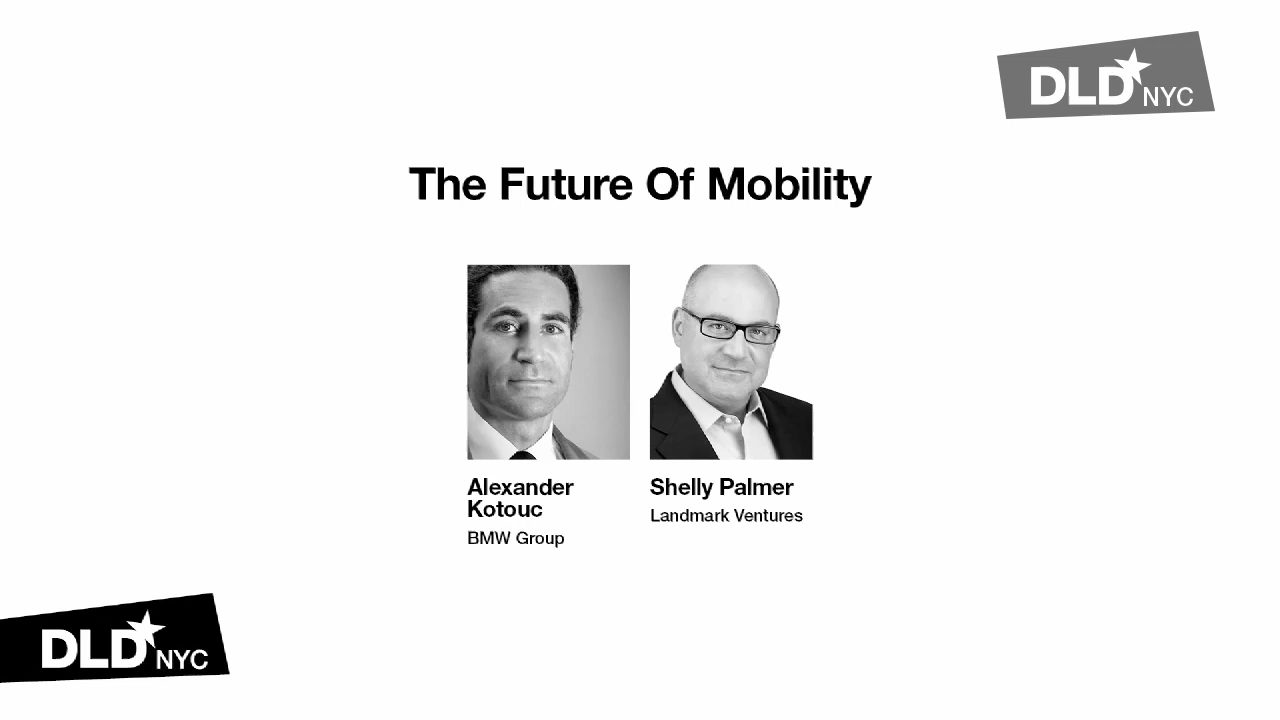 DLD NYC
The Future Of Mobility
Alexander
Kotouc
BMW Group
Shelly Palmer
Landmark Ventures
DLD NYC